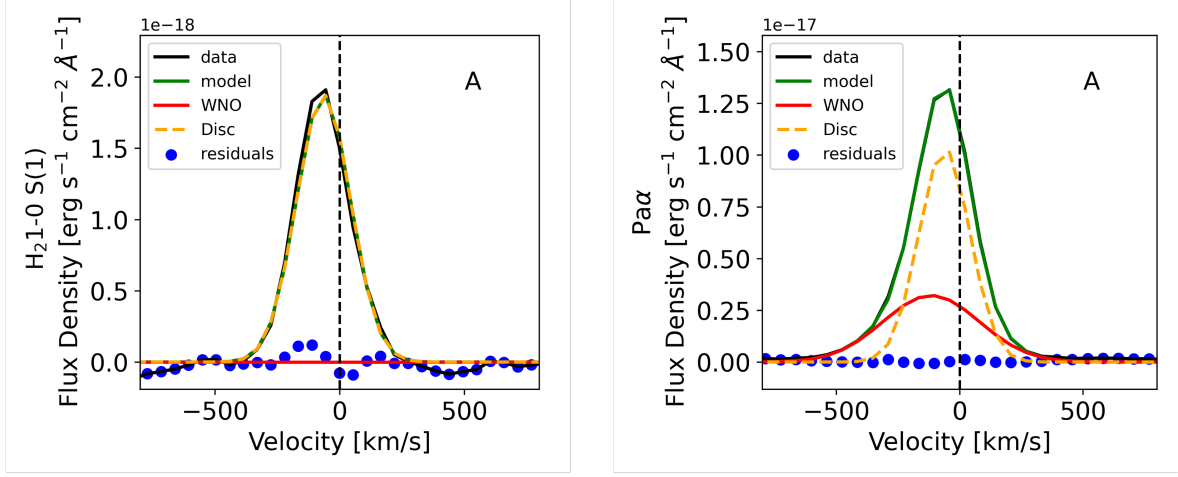 1e−18
H₂1-0 S(1)
Flux Density [erg s⁻¹ cm⁻² Å⁻¹]
2.0
1.5
1.0
0.5
0.0
data
model
WNO
Disc
residuals
A
−500
0
500
Velocity [km/s]
1e−17
Paα
Flux Density [erg s⁻¹ cm⁻² Å⁻¹]
1.50
1.25
1.00
0.75
0.50
0.25
0.00
data
model
WNO
Disc
residuals
A
−500
0
500
Velocity [km/s]